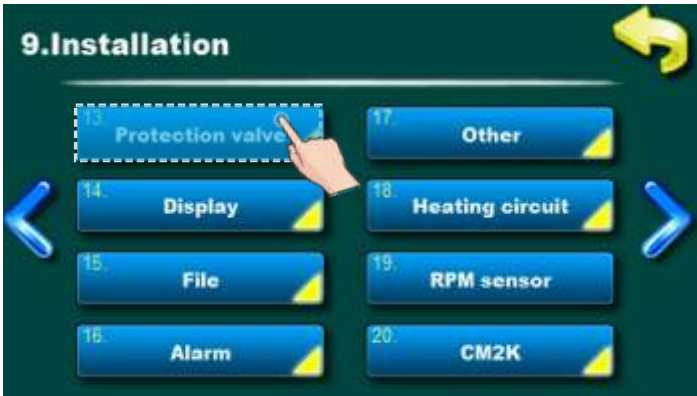 9.Installation
13.
Protection valve
14.
Display
15.
File
16.
Alarm
17.
Other
18.
Heating circuit
19.
RPM sensor
20.
CM2K